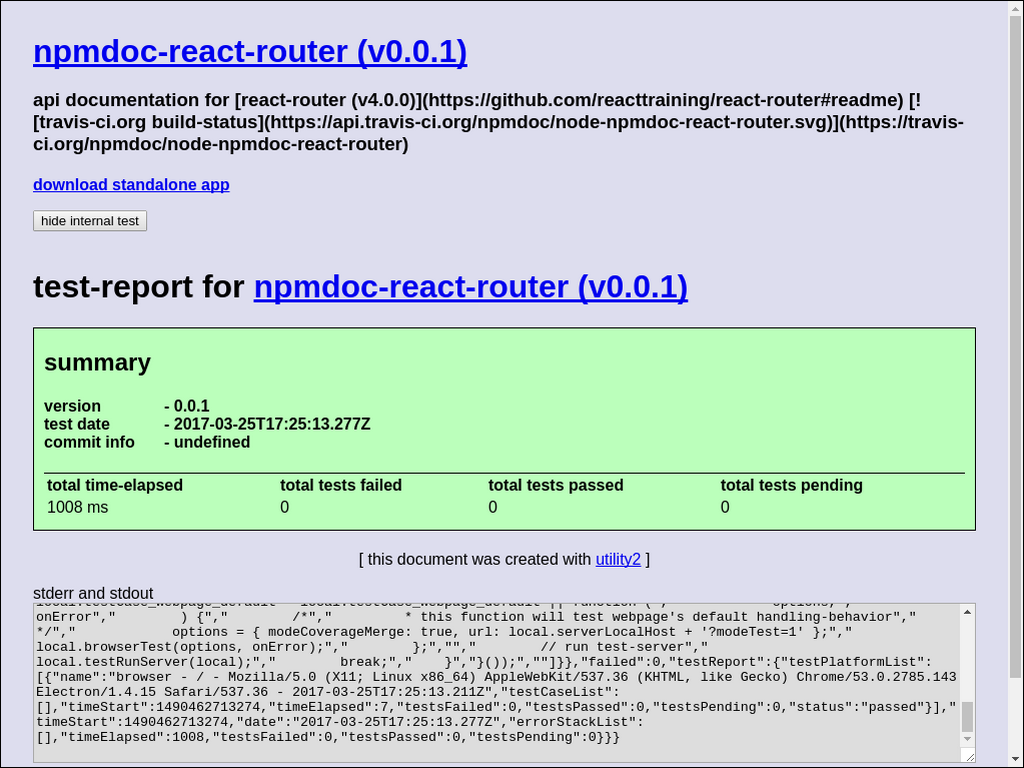 npmdoc-react-router (v0.0.1)
api documentation for [react-router (v4.0.0)](https://github.com/reacttraining/react-router#readme) [!
[travis-ci.org build-status](https://api.travis-ci.org/npmdoc/node-npmdoc-react-router.svg)](https://travis-
ci.org/npmdoc/node-npmdoc-react-router)
download standalone app
hide internal test
test-report for npmdoc-react-router (v0.0.1)
summary
version - 0.0.1
test date - 2017-03-25T17:25:13.277Z
commit info - undefined
total time-elapsed total tests failed total tests passed total tests pending
1008 ms 0 0 0
[ this document was created with utility2 ]
stderr and stdout
local.testCase_webpage_default = local.testCase_webpage_default || function (","            options,","
onError","        ) {","        /*","         * this function will test webpage's default handling-behavior","
*/","            options = { modeCoverageMerge: true, url: local.serverLocalHost + '?modeTest=1' };","
local.browserTest(options, onError);","        };","","        // run test-server","
local.testRunServer(local);","        break;","    }","}());",""]}},"failed":0,"testReport":{"testPlatformList":
[{"name":"browser - / - Mozilla/5.0 (X11; Linux x86_64) AppleWebKit/537.36 (KHTML, like Gecko) Chrome/53.0.2785.143
Electron/1.4.15 Safari/537.36 - 2017-03-25T17:25:13.211Z","testCaseList":
[],"timeStart":1490462713274,"timeElapsed":7,"testsFailed":0,"testsPassed":0,"testsPending":0,"status":"passed"}],"
timeStart":1490462713274,"date":"2017-03-25T17:25:13.277Z","errorStackList":
[],"timeElapsed":1008,"testsFailed":0,"testsPassed":0,"testsPending":0}}}